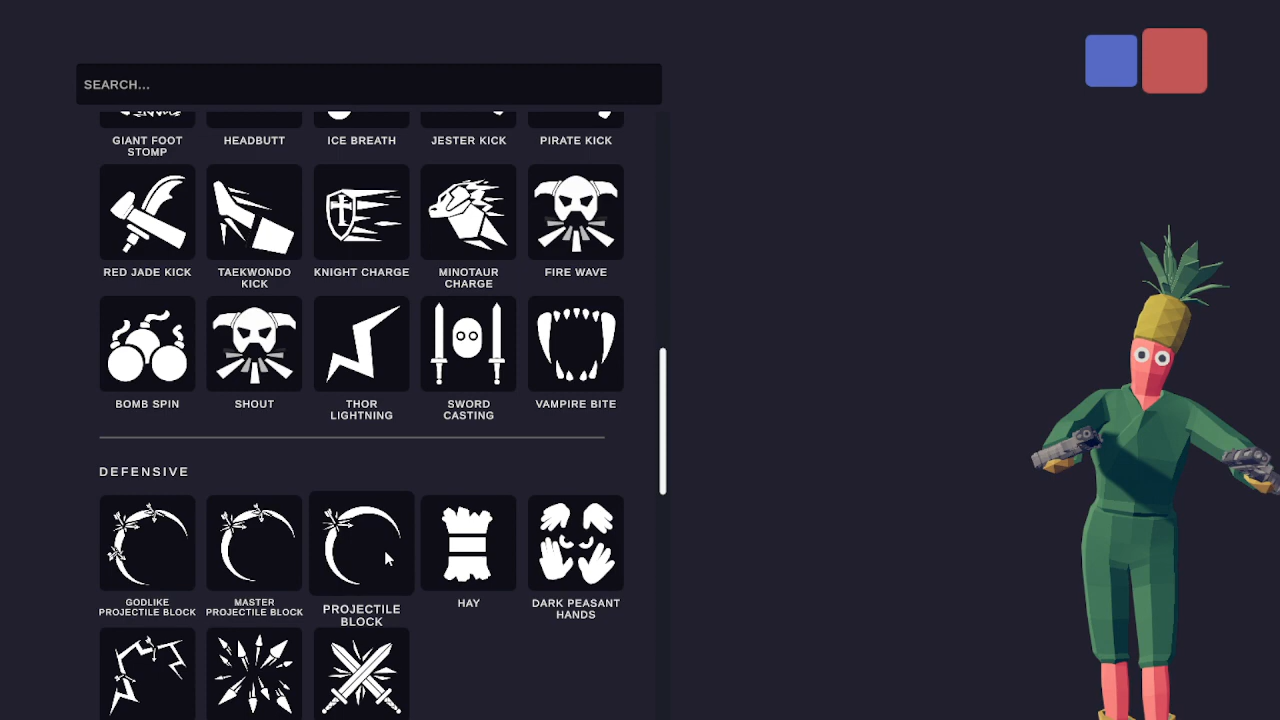 SEARCH...
GIANT FOOT
STOMP
HEADBUTT
ICE BREATH
JESTER KICK
PIRATE KICK
RED JADE KICK
TAEKWONDO
KICK
KNIGHT CHARGE
MINOTAUR
CHARGE
FIRE WAVE
BOMB SPIN
SHOUT
THOR
LIGHTNING
SWORD
CASTING
VAMPIRE BITE
DEFENSIVE
GODLIKE
PROJECTILE BLOCK
MASTER
PROJECTILE BLOCK
PROJECTILE
BLOCK
HAY
DARK PEASANT
HANDS